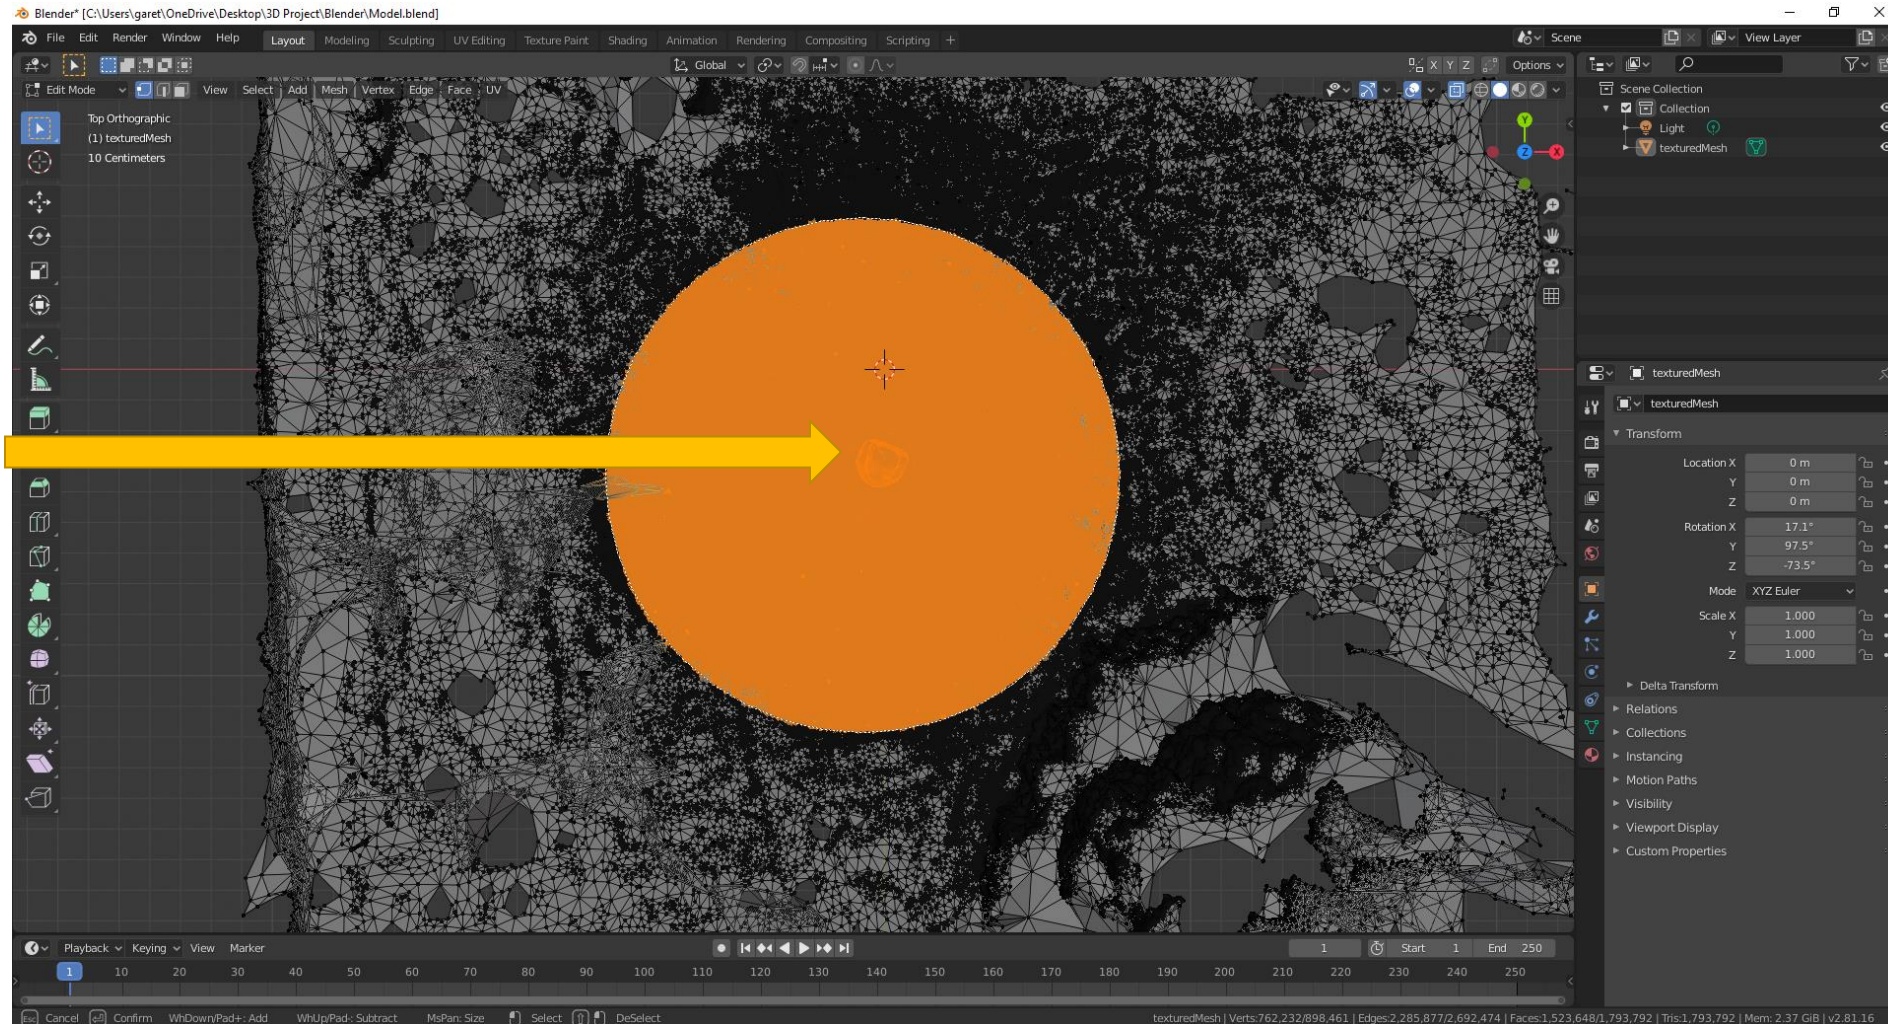 Blender* [C:\Users\garet\OneDrive\Desktop\3D Project\Blender\Model.blend]
File Edit Render Window Help Layout Modeling Sculpting UV Editing Texture Paint Shading Animation Rendering Compositing Scripting + Scene View Layer
Global X Y Z Options
Edit Mode View Select Add Mesh Vertex Edge Face UV
Top Orthographic
(1) texturedMesh
10 Centimeters
Y
Z
X
Scene Collection
Collection
Light
texturedMesh
texturedMesh
texturedMesh
Transform
Location X 0 m
Y 0 m
Z 0 m
Rotation X 17.1°
Y 97.5°
Z -73.5°
Mode XYZ Euler
Scale X 1.000
Y 1.000
Z 1.000
Delta Transform
Relations
Collections
Instancing
Motion Paths
Visibility
Viewport Display
Custom Properties
Playback Keying View Marker 1 Start 1 End 250
1 10 20 30 40 50 60 70 80 90 100 110 120 130 140 150 160 170 180 190 200 210 220 230 240 250
Esc Cancel Confirm WhDown/Pad+: Add WhUp/Pad-: Subtract MsPan: Size Select DeSelect texturedMesh | Verts:762,232/898,461 | Edges:2,285,877/2,692,474 | Faces:1,523,648/1,793,792 | Tris:1,793,792 | Mem: 2.37 GiB | v2.81.16